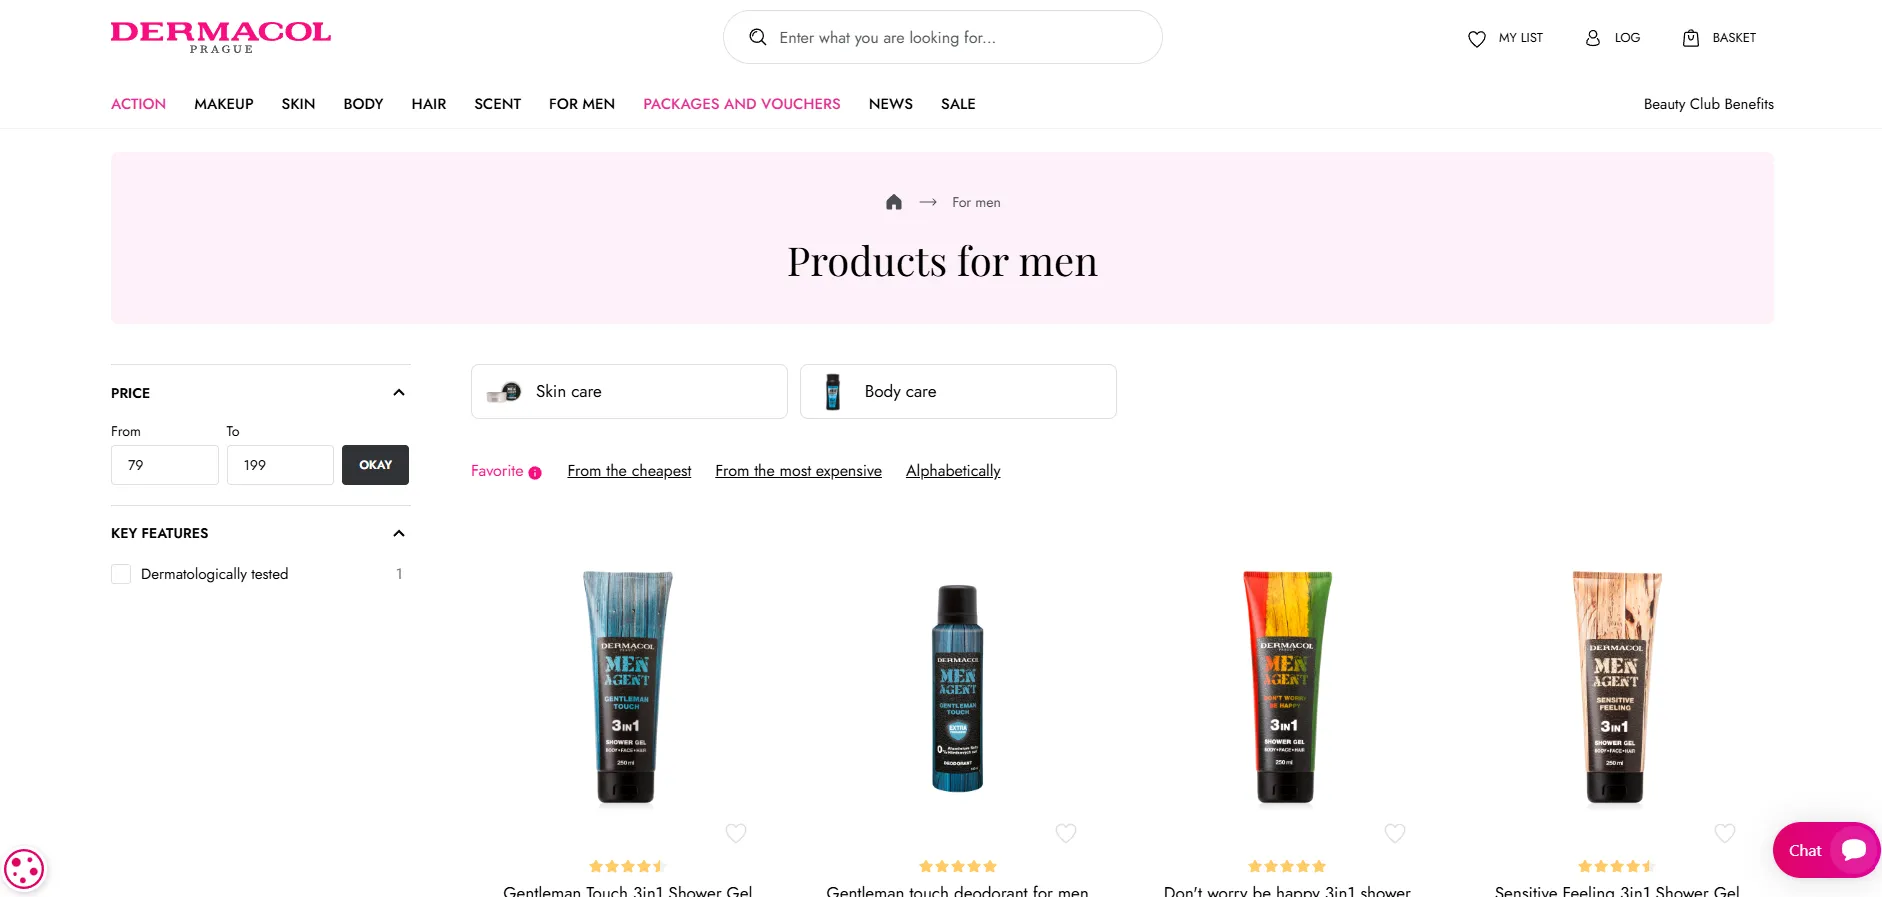 DERMACOL
PRAGUE
Enter what you are looking for...
MY LIST
LOG
BASKET
ACTION
MAKEUP
SKIN
BODY
HAIR
SCENT
FOR MEN
PACKAGES AND VOUCHERS
NEWS
SALE
Beauty Club Benefits
For men
Products for men
PRICE
From
To
79
199
OKAY
KEY FEATURES
Dermatologically tested
1
Skin care
Body care
Favorite
From the cheapest
From the most expensive
Alphabetically
DERMACOL
MEN
AGENT
GENTLEMAN
TOUCH
3IN1
SHOWER GEL
BODY•FACE•HAIR
250 ml
DERMACOL
MEN
AGENT
GENTLEMAN
TOUCH
EXTRA
0%
DEODORANT
DERMACOL
MEN
AGENT
DON'T WORRY
BE HAPPY
3IN1
SHOWER GEL
BODY•FACE•HAIR
250 ml
DERMACOL
MEN
AGENT
SENSITIVE
FEELING
3IN1
SHOWER GEL
BODY•FACE•HAIR
250 ml
Gentleman Touch 3in1 Shower Gel
Gentleman touch deodorant for men
Don't worry be happy 3in1 shower
Sensitive Feeling 3in1 Shower Gel
Chat